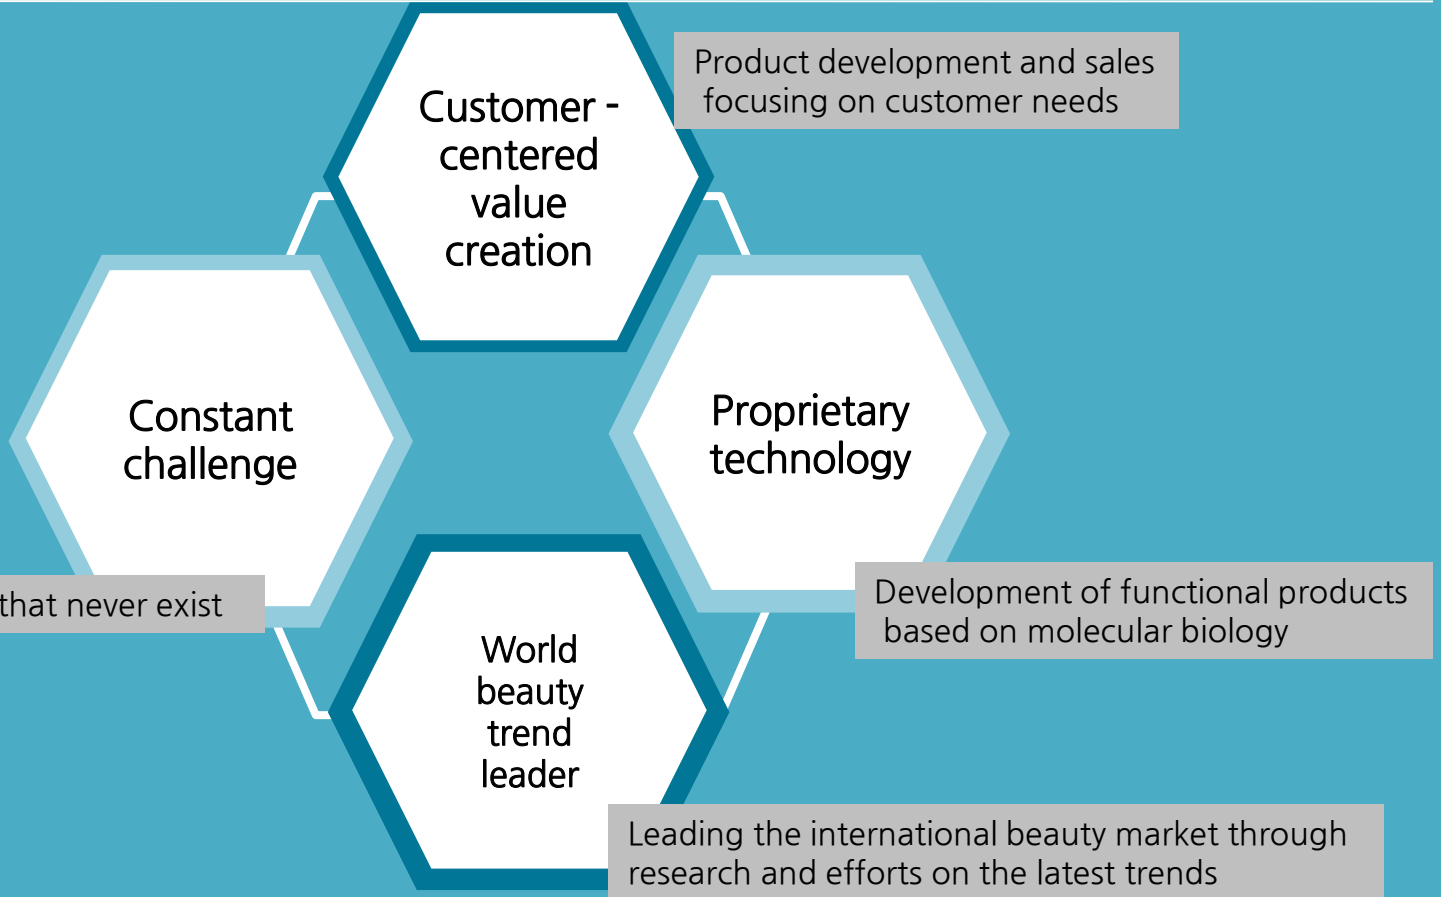 Product development and sales
focusing on customer needs
Customer -
centered
value
creation
Constant
challenge
Proprietary
technology
that never exist
Development of functional products
based on molecular biology
World
beauty
trend
leader
Leading the international beauty market through
research and efforts on the latest trends